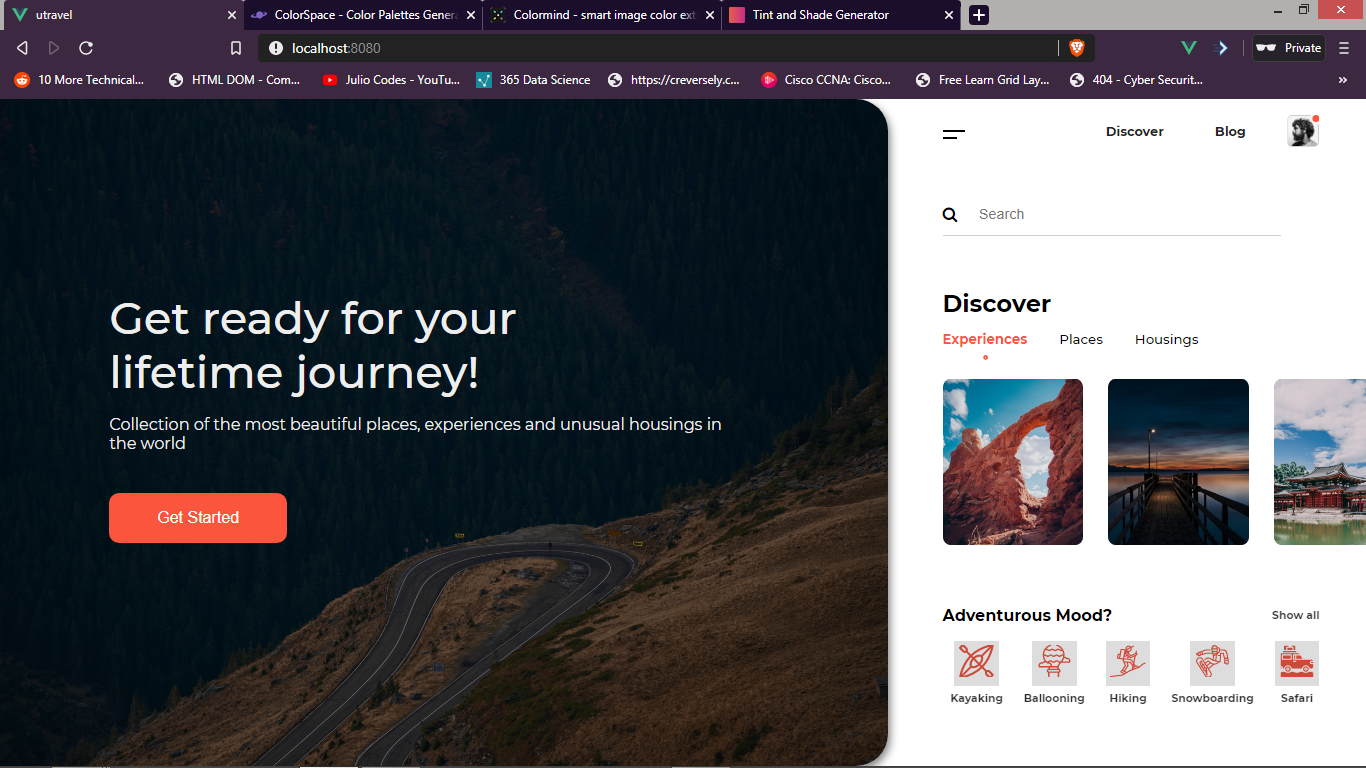 utravel
ColorSpace - Color Palettes Gener
Colormind - smart image color ext
Tint and Shade Generator
localhost:8080
Private
10 More Technical...
HTML DOM - Com...
Julio Codes - YouTu...
365 Data Science
https://creversely.c...
Cisco CCNA: Cisco...
Free Learn Grid Lay...
404 - Cyber Securit...
»
Discover
Blog
Search
Get ready for your
lifetime journey!
Collection of the most beautiful places, experiences and unusual housings in
the world
Get Started
Discover
Experiences
Places
Housings
Adventurous Mood?
Show all
Kayaking
Ballooning
Hiking
Snowboarding
Safari